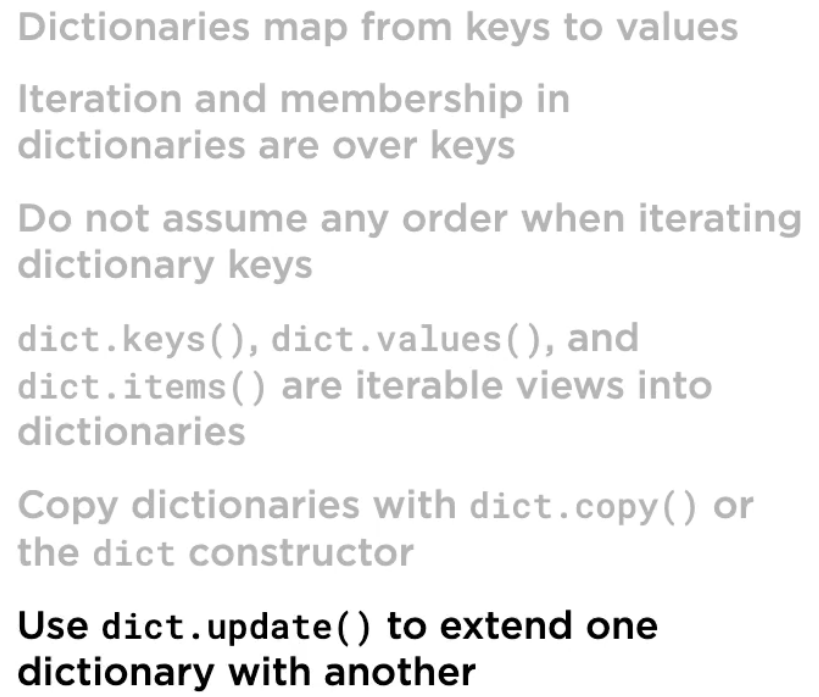 Dictionaries map from keys to values
Iteration and membership in
dictionaries are over keys
Do not assume any order when iterating
dictionary keys
dict.keys(), dict.values(), and
dict.items() are iterable views into
dictionaries
Copy dictionaries with dict.copy() or
the dict constructor
Use dict.update() to extend one
dictionary with another